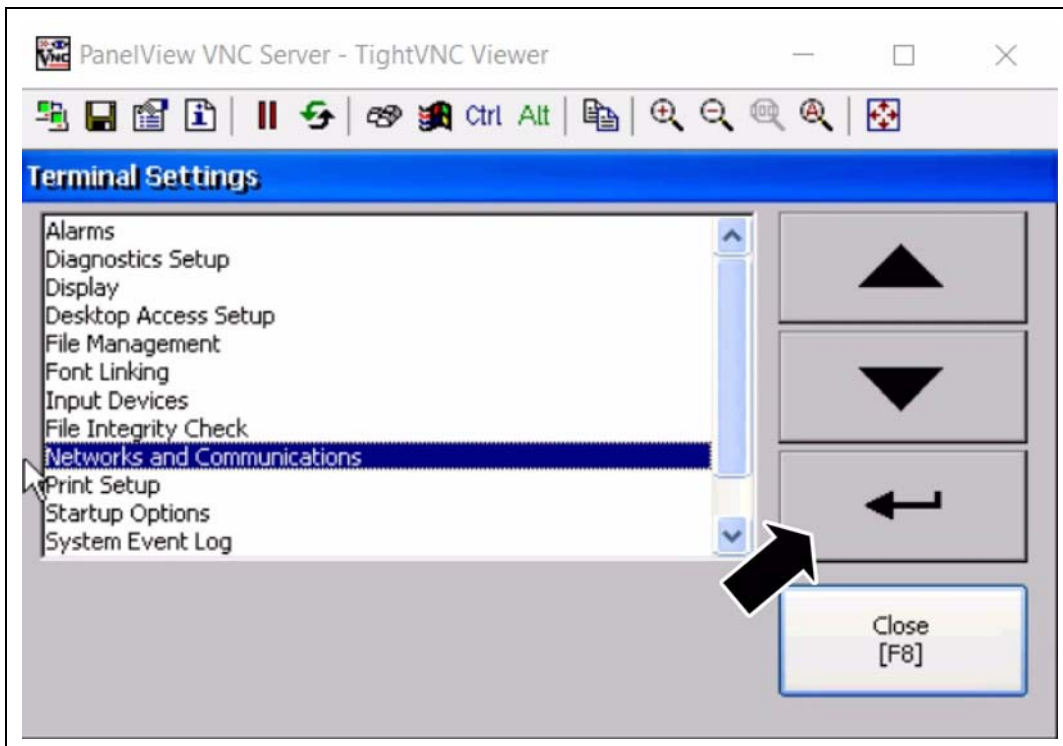 PanelView VNC Server - TightVNC Viewer
Ctrl Alt
Terminal Settings
Alarms
Diagnostics Setup
Display
Desktop Access Setup
File Management
Font Linking
Input Devices
File Integrity Check
Networks and Communications
Print Setup
Startup Options
System Event Log
Close
[F8]